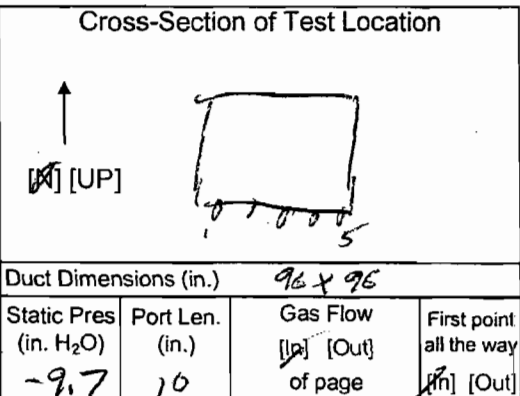 Cross-Section of Test Location
[N] [UP]
1 5
Duct Dimensions (in.) 96 x 96
Static Pres (in. H₂O) -9.7
Port Len. (in.) 10
Gas Flow [In] [Out] of page
First point all the way [In] [Out]